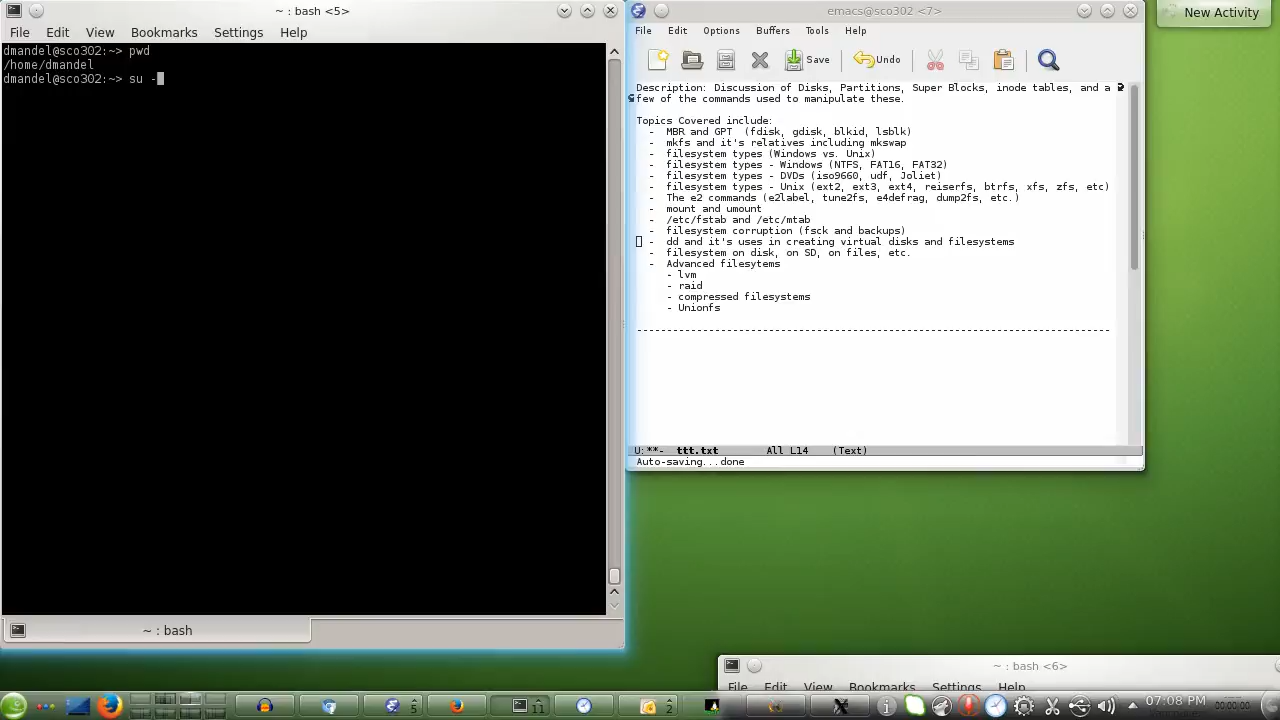 ~ : bash <5>
File Edit View Bookmarks Settings Help
dmandel@sco302:~> pwd
/hhme/dmandel
dmandel@sco302:~> su -
~ : bash
emacs@sco302 <7>
File Edit Options Buffers Tools Help
Save Undo
Description: Discussion of Disks, Partitions, Super Blocks, inode tables, and a
few of the commands used to manipulate these.
Topics Covered include:
- MBR and GPT (fdisk, gdisk, blkid, lsblk)
- mkfs and it's relatives including mkswap
- filesystem types (Windows vs. Unix)
- filesystem types - Windows (NTFS, FAT16, FAT32)
- filesystem types - DVDs (iso9660, udf, Joliet)
- filesystem types - Unix (ext2, ext3, ext4, reiserfs, btrfs, xfs, zfs, etc)
- The e2 commands (e2label, tune2fs, e4defrag, dump2fs, etc.)
- mount and umount
- /etc/fstab and /etc/mtab
- filesystem corruption (fsck and backups)
- dd and it's uses in creating virtual disks and filesystems
- filesystem on disk, on SD, on files, etc.
- Advanced filesytems
- lvm
- raid
- compressed filesystems
- Unionfs
--------------------------------------------------------------------------------
U:**- ttt.txt All L14 (Text)
Auto-saving...done
New Activity
~ : bash <6>
File Edit View Bookmarks Settings Help
5
11
2
07:08 PM
00:00:00